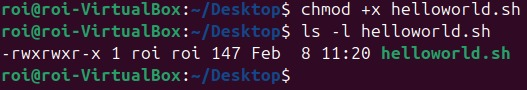 roi@roi-VirtualBox:~/Desktop$ chmod +x helloworld.sh
roi@roi-VirtualBox:~/Desktop$ ls -l helloworld.sh
-rwxrwxr-x 1 roi roi 147 Feb  8 11:20 helloworld.sh
roi@roi-VirtualBox:~/Desktop$